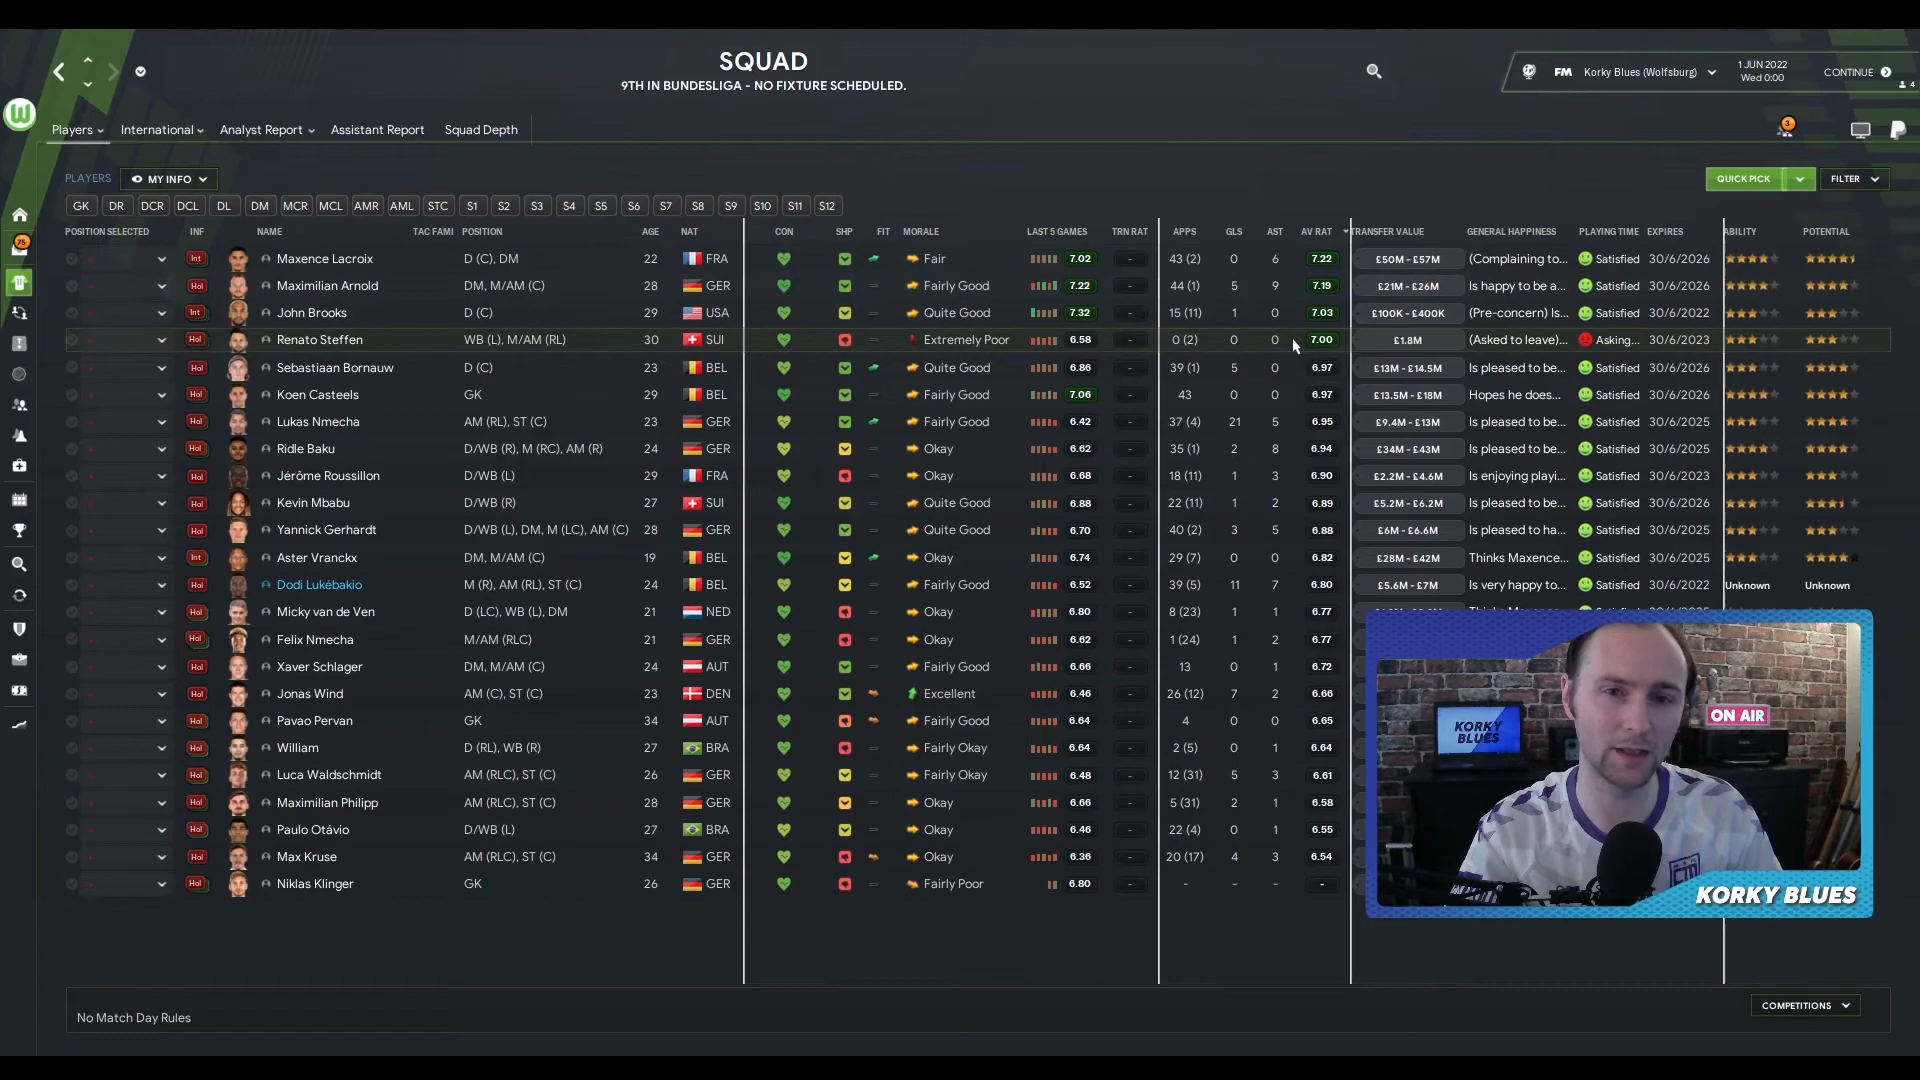 SQUAD
9TH IN BUNDESLIGA - NO FIXTURE SCHEDULED.
FM Korky Blues (Wolfsburg)
1 JUN 2022
Wed 0:00
CONTINUE
4
Players International Analyst Report Assistant Report Squad Depth
3
PLAYERS MY INFO QUICK PICK FILTER
GK DR DCR DCL DL DM MCR MCL AMR AML STC S1 S2 S3 S4 S5 S6 S7 S8 S9 S10 S11 S12
75
POSITION SELECTED INF NAME TAC FAMI POSITION AGE NAT CON SHP FIT MORALE LAST 5 GAMES TRN RAT APPS GLS AST AV RAT TRANSFER VALUE GENERAL HAPPINESS PLAYING TIME EXPIRES ABILITY POTENTIAL
- Int Maxence Lacroix D (C), DM 22 FRA Fair 7.02 - 43 (2) 0 6 7.22 £50M - £57M (Complaining to... Satisfied 30/6/2026
- Hol Maximilian Arnold DM, M/AM (C) 28 GER Fairly Good 7.22 - 44 (1) 5 9 7.19 £21M - £26M Is happy to be a... Satisfied 30/6/2026
- Int John Brooks D (C) 29 USA Quite Good 7.32 - 15 (11) 1 0 7.03 £100K - £400K (Pre-concern) Is... Satisfied 30/6/2022
- Hol Renato Steffen WB (L), M/AM (RL) 30 SUI Extremely Poor 6.58 - 0 (2) 0 0 7.00 £1.8M (Asked to leave)... Asking... 30/6/2023
- Hol Sebastiaan Bornauw D (C) 23 BEL Quite Good 6.86 - 39 (1) 5 0 6.97 £13M - £14.5M Is pleased to be... Satisfied 30/6/2026
- Hol Koen Casteels GK 29 BEL Fairly Good 7.06 - 43 0 0 6.97 £13.5M - £18M Hopes he does... Satisfied 30/6/2026
- Hol Lukas Nmecha AM (RL), ST (C) 23 GER Fairly Good 6.42 - 37 (4) 21 5 6.95 £9.4M - £13M Is pleased to be... Satisfied 30/6/2025
- Hol Ridle Baku D/WB (R), M (RC), AM (R) 24 GER Okay 6.62 - 35 (1) 2 8 6.94 £34M - £43M Is pleased to be... Satisfied 30/6/2025
- Hol Jérôme Roussillon D/WB (L) 29 FRA Okay 6.68 - 18 (11) 1 3 6.90 £2.2M - £4.6M Is enjoying playi... Satisfied 30/6/2023
- Hol Kevin Mbabu D/WB (R) 27 SUI Quite Good 6.88 - 22 (11) 1 2 6.89 £5.2M - £6.2M Is pleased to be... Satisfied 30/6/2026
- Hol Yannick Gerhardt D/WB (L), DM, M (LC), AM (C) 28 GER Quite Good 6.70 - 40 (2) 3 5 6.88 £6M - £6.6M Is pleased to ha... Satisfied 30/6/2025
- Int Aster Vranckx DM, M/AM (C) 19 BEL Okay 6.74 - 29 (7) 0 0 6.82 £28M - £42M Thinks Maxence... Satisfied 30/6/2025
- Hol Dodi Lukébakio M (R), AM (RL), ST (C) 24 BEL Fairly Good 6.52 - 39 (5) 11 7 6.80 £5.6M - £7M Is very happy to... Satisfied 30/6/2022 Unknown Unknown
- Hol Micky van de Ven D (LC), WB (L), DM 21 NED Okay 6.80 - 8 (23) 1 1 6.77
- Hol Felix Nmecha M/AM (RLC) 21 GER Okay 6.62 - 1 (24) 1 2 6.77
- Hol Xaver Schlager DM, M/AM (C) 24 AUT Fairly Good 6.66 - 13 0 1 6.72
- Hol Jonas Wind AM (C), ST (C) 23 DEN Excellent 6.46 - 26 (12) 7 2 6.66
- Hol Pavao Pervan GK 34 AUT Fairly Good 6.64 - 4 0 0 6.65
- Hol William D (RL), WB (R) 27 BRA Fairly Okay 6.64 - 2 (5) 0 1 6.64
- Hol Luca Waldschmidt AM (RLC), ST (C) 26 GER Fairly Okay 6.48 - 12 (31) 5 3 6.61
- Hol Maximilian Philipp AM (RLC), ST (C) 28 GER Okay 6.66 - 5 (31) 2 1 6.58
- Hol Paulo Otávio D/WB (L) 27 BRA Okay 6.46 - 22 (4) 0 1 6.55
- Hol Max Kruse AM (RLC), ST (C) 34 GER Okay 6.36 - 20 (17) 4 3 6.54
- Hol Niklas Klinger GK 26 GER Fairly Poor 6.80 - - - - -
KORKY
BLUES
ON AIR
KORKY BLUES
No Match Day Rules
COMPETITIONS